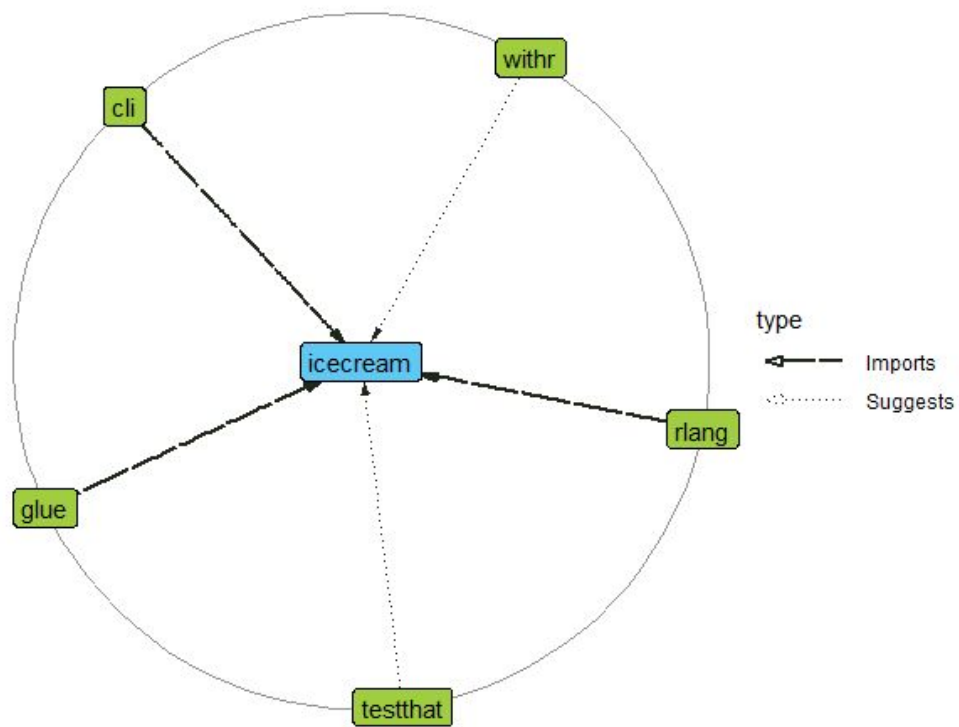 withr
cli
type
icecream
Imports
Suggests
rlang
glue
testthat